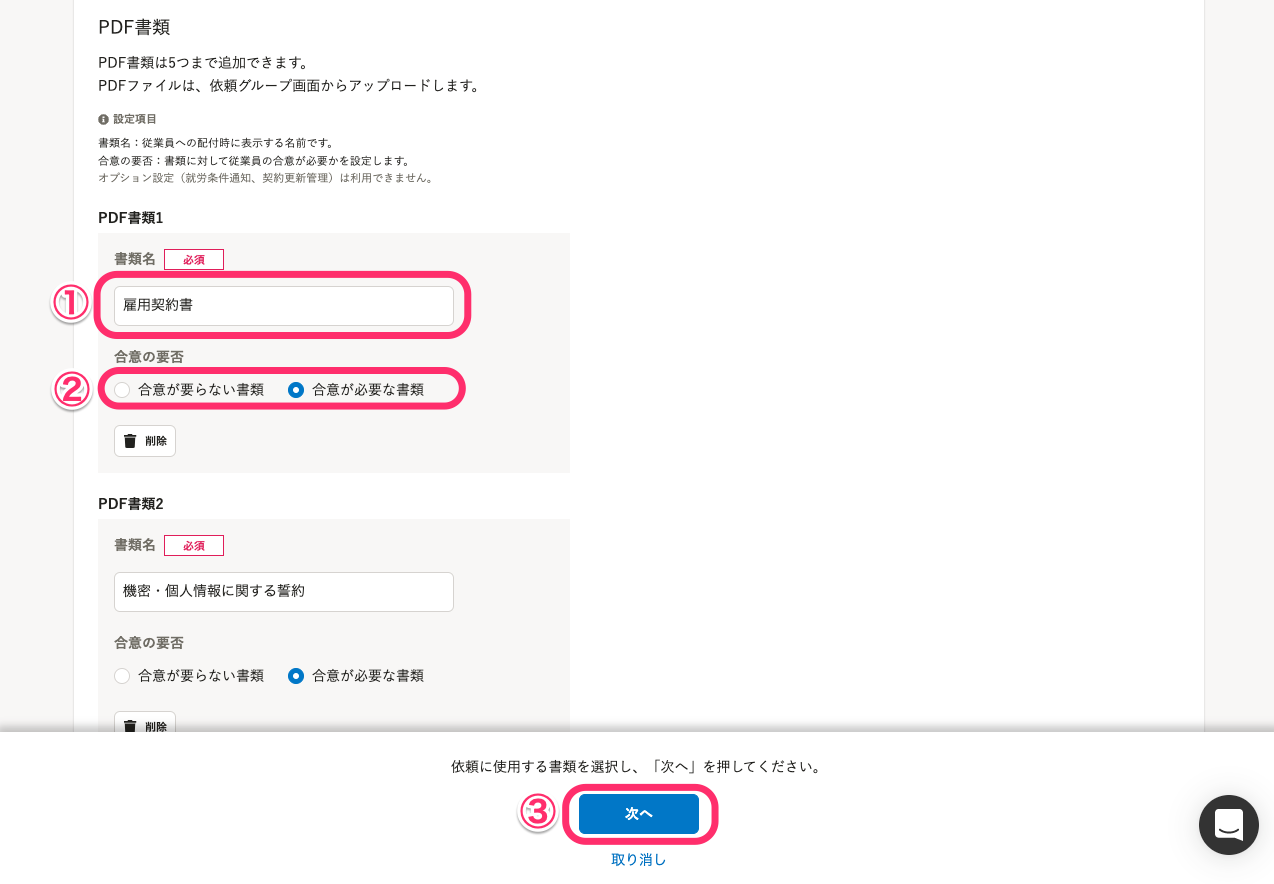 PDF書類
PDF書類は5つまで追加できます。
PDFファイルは、依頼グループ画面からアップロードします。
設定項目
書類名：従業員への配付時に表示する名前です。
合意の要否：書類に対して従業員の合意が必要かを設定します。
オプション設定（就労条件通知、契約更新管理）は利用できません。
PDF書類1
書類名 必須
① 雇用契約書
合意の要否
② 合意が要らない書類 合意が必要な書類
削除
PDF書類2
書類名 必須
機密・個人情報に関する誓約
合意の要否
合意が要らない書類 合意が必要な書類
削除
依頼に使用する書類を選択し、「次へ」を押してください。
③ 次へ
取り消し